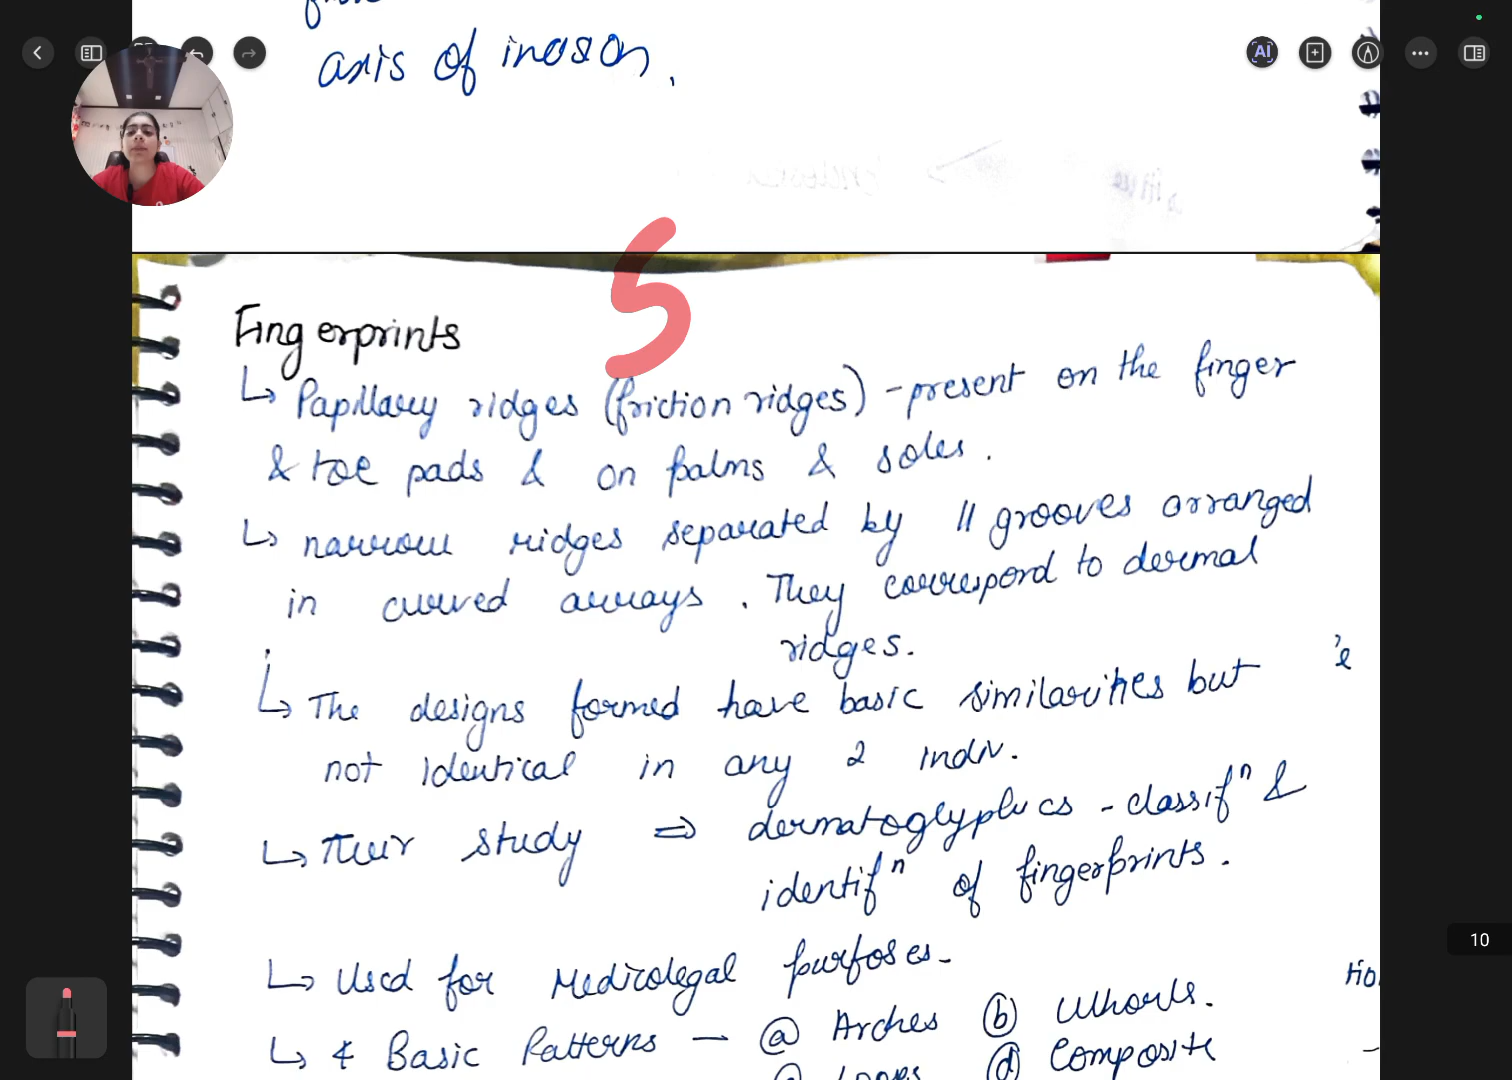 axis of incision.
AI
5
Fingerprints
↳ Papillary ridges (friction ridges) - present on the finger
& toe pads & on palms & soles.
↳ narrow ridges separated by || grooves arranged
in curved arrays. They correspond to dermal
ridges.
↳ The designs formed have basic similarities but
not identical in any 2 indiv.
↳ Their study ⇒ dermatoglyphics - classifⁿ &
identifⁿ of fingerprints.
↳ Used for Medicolegal purposes-
↳ 4 Basic Patterns — ⓐ Arches ⓑ Whorls.
Loops ⓓ Composite
10